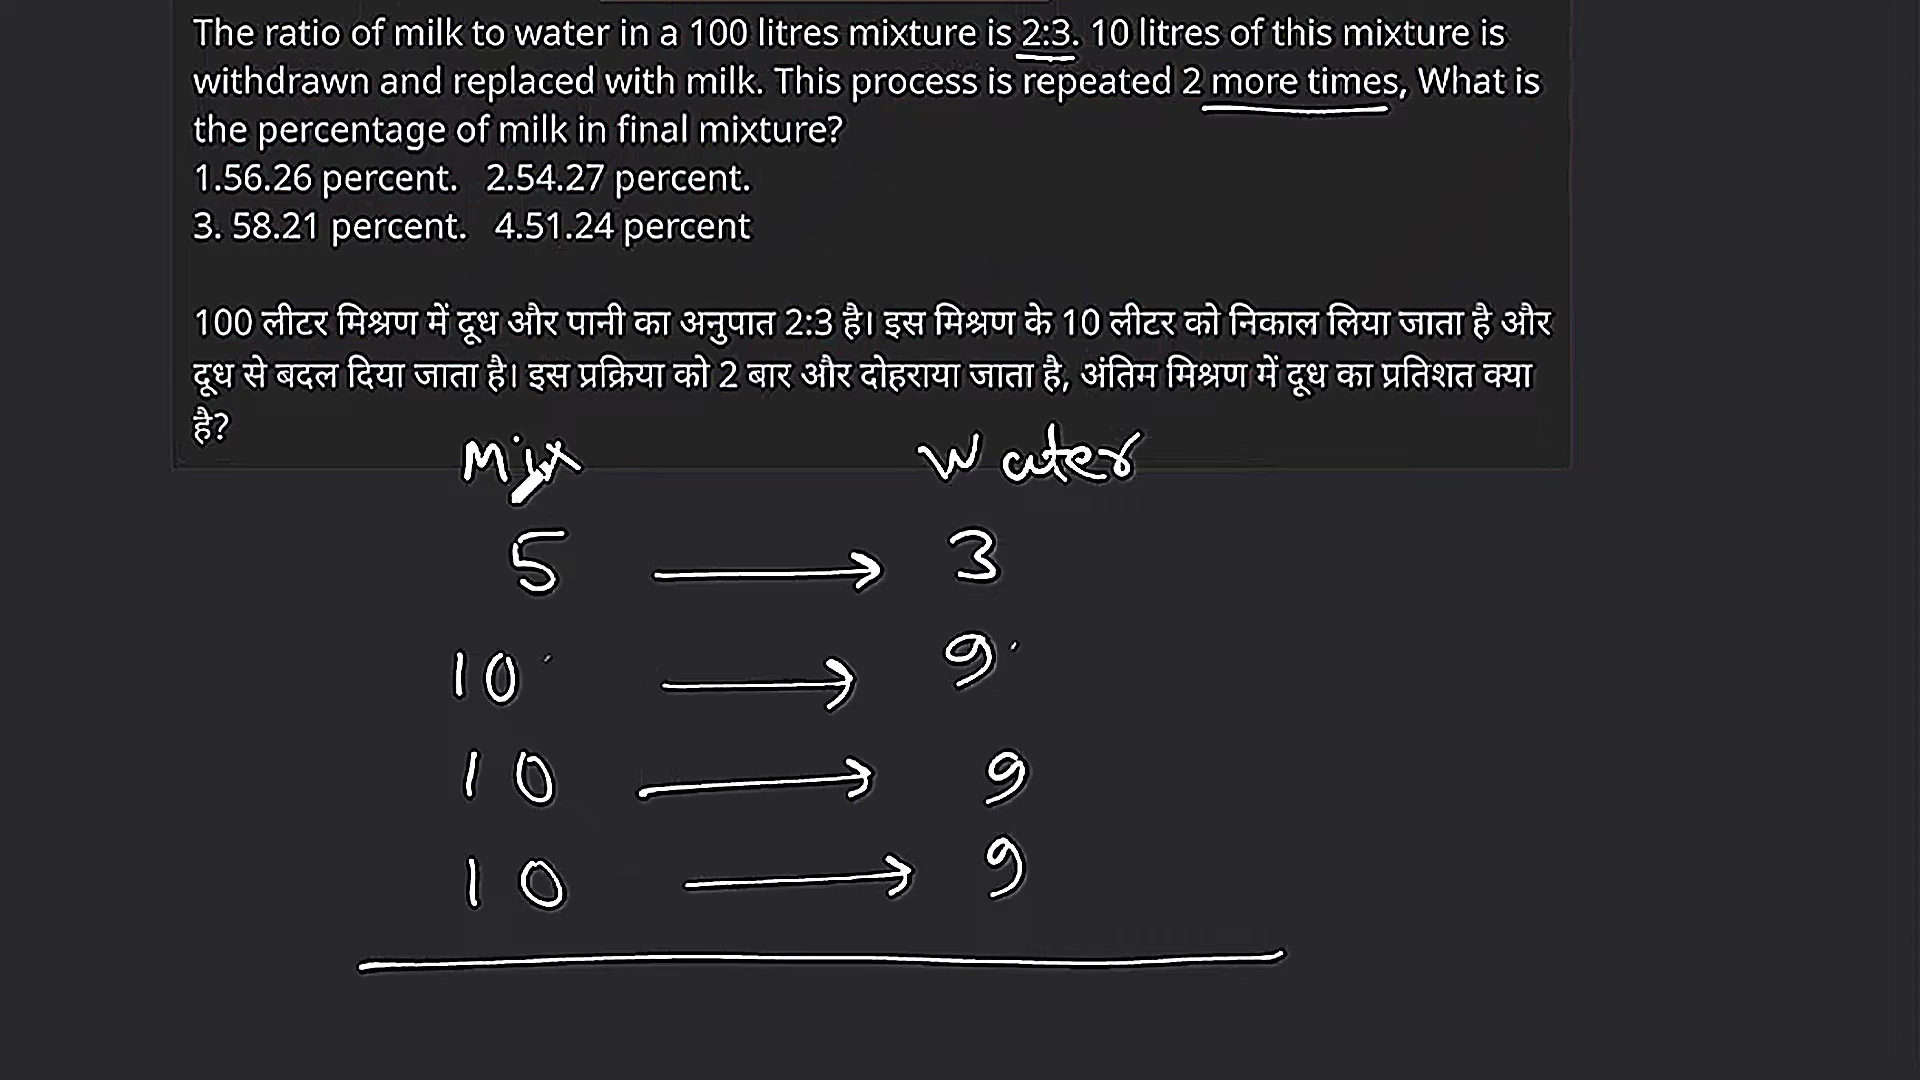 The ratio of milk to water in a 100 litres mixture is 2:3. 10 litres of this mixture is
withdrawn and replaced with milk. This process is repeated 2 more times, What is
the percentage of milk in final mixture?
1.56.26 percent. 2.54.27 percent.
3. 58.21 percent. 4.51.24 percent
100 लीटर मिश्रण में दूध और पानी का अनुपात 2:3 है। इस मिश्रण के 10 लीटर को निकाल लिया जाता है और
दूध से बदल दिया जाता है। इस प्रक्रिया को 2 बार और दोहराया जाता है, अंतिम मिश्रण में दूध का प्रतिशत क्या
है?
Mix Water
5 → 3
10 → 9
10 → 9
10 → 9